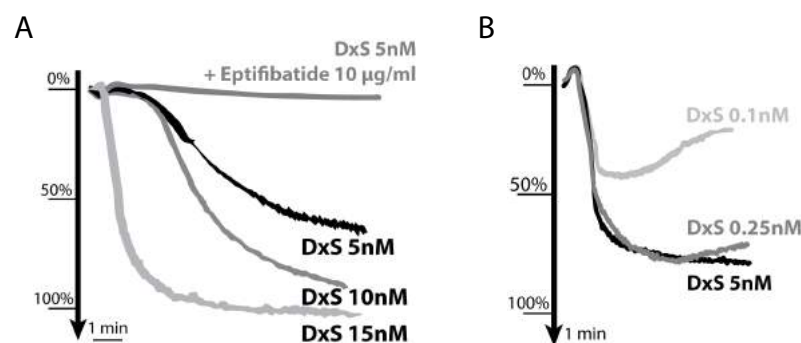 A
DxS 5nM
+ Eptifibatide 10 µg/ml
0%
50%
100%
DxS 5nM
DxS 10nM
DxS 15nM
1 min
B
0%
50%
100%
DxS 0.1nM
DxS 0.25nM
DxS 5nM
1 min